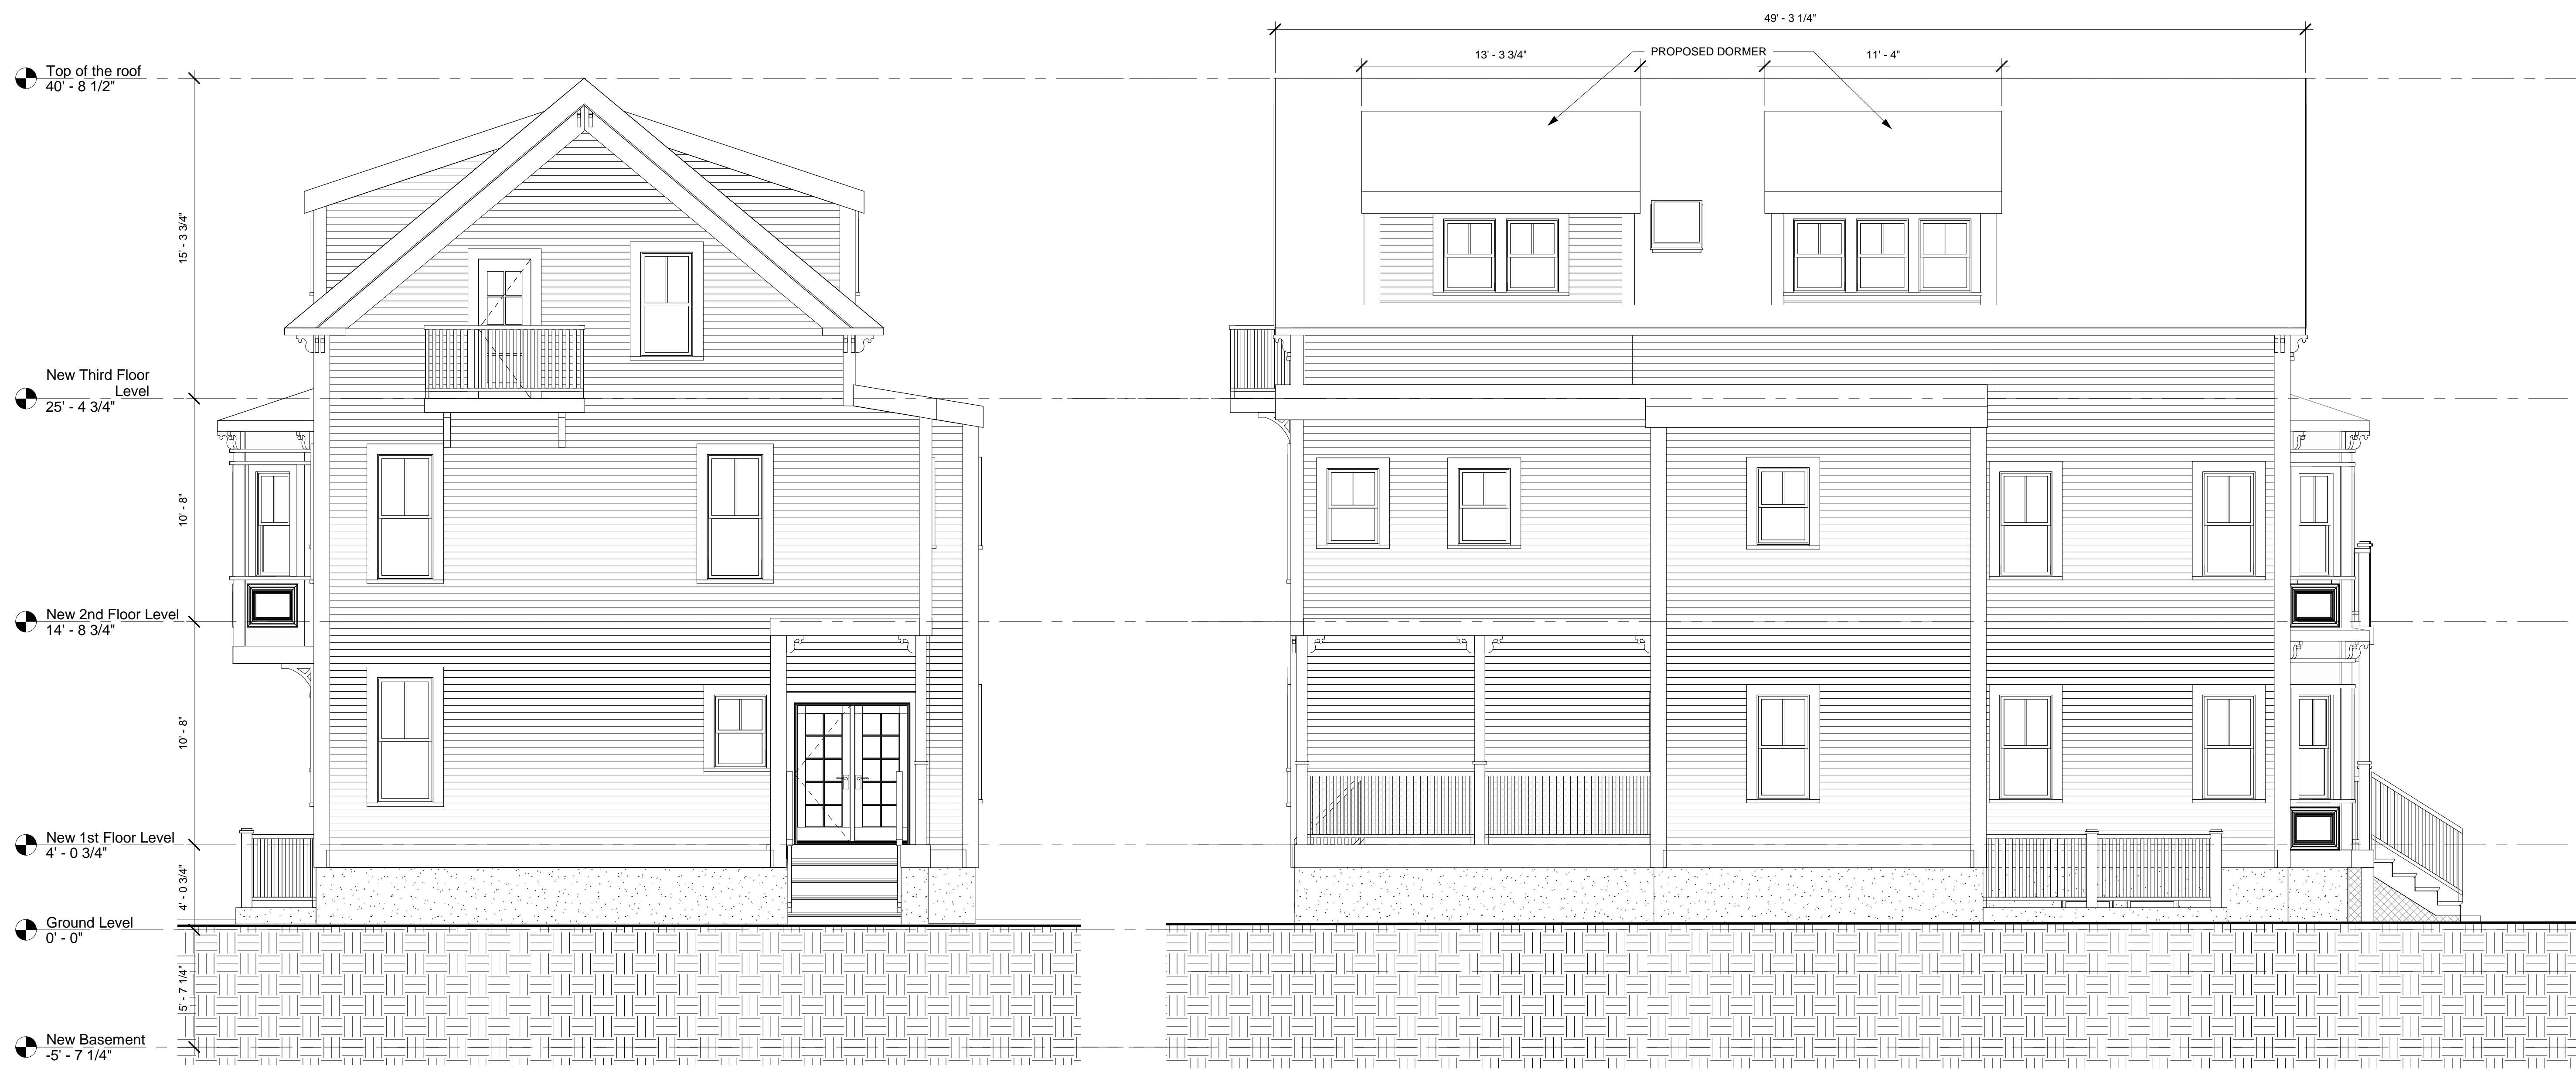 49' - 3 1/4"
13' - 3 3/4"
PROPOSED DORMER
11' - 4"
Top of the roof
40' - 8 1/2"
15' - 3 3/4"
New Third Floor
Level
25' - 4 3/4"
10' - 8"
New 2nd Floor Level
14' - 8 3/4"
10' - 8"
New 1st Floor Level
4' - 0 3/4"
4' - 0 3/4"
Ground Level
0' - 0"
5' - 7 1/4"
New Basement
-5' - 7 1/4"